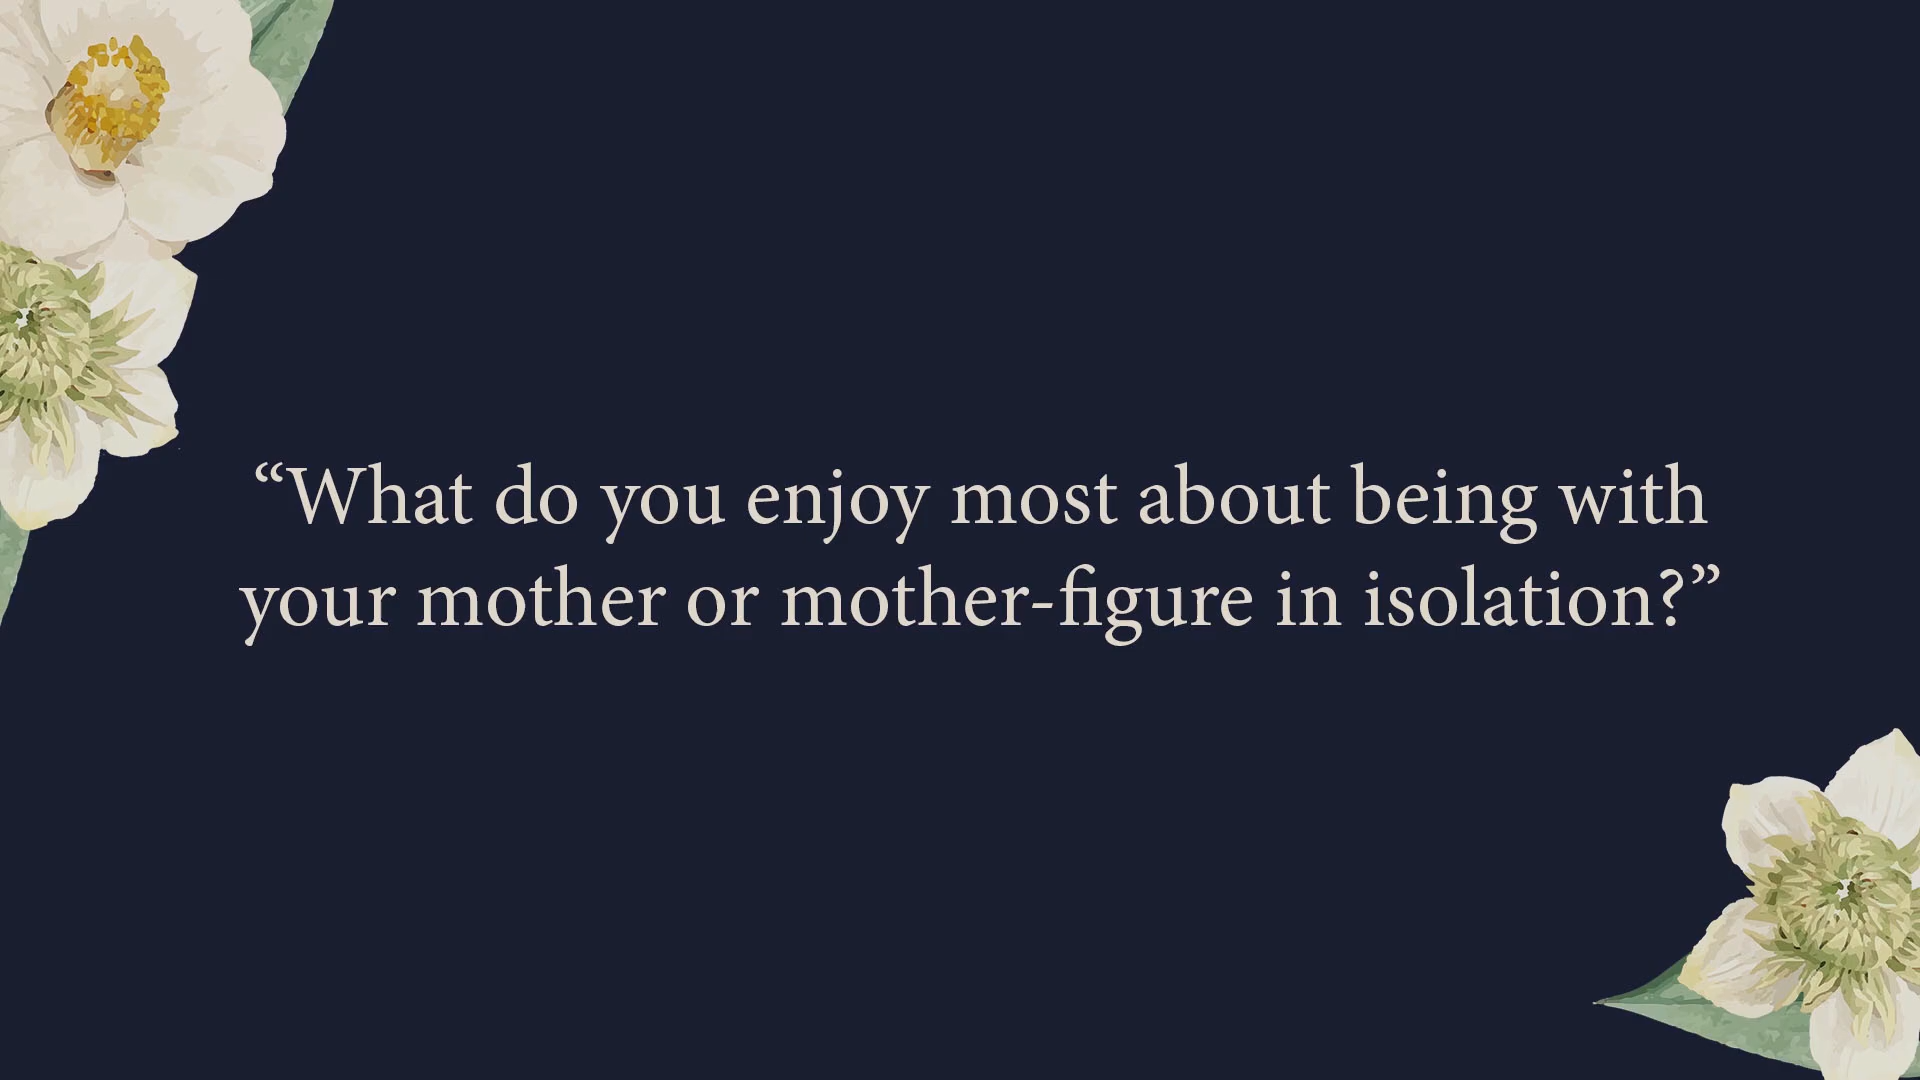 “What do you enjoy most about being with
your mother or mother-figure in isolation?”